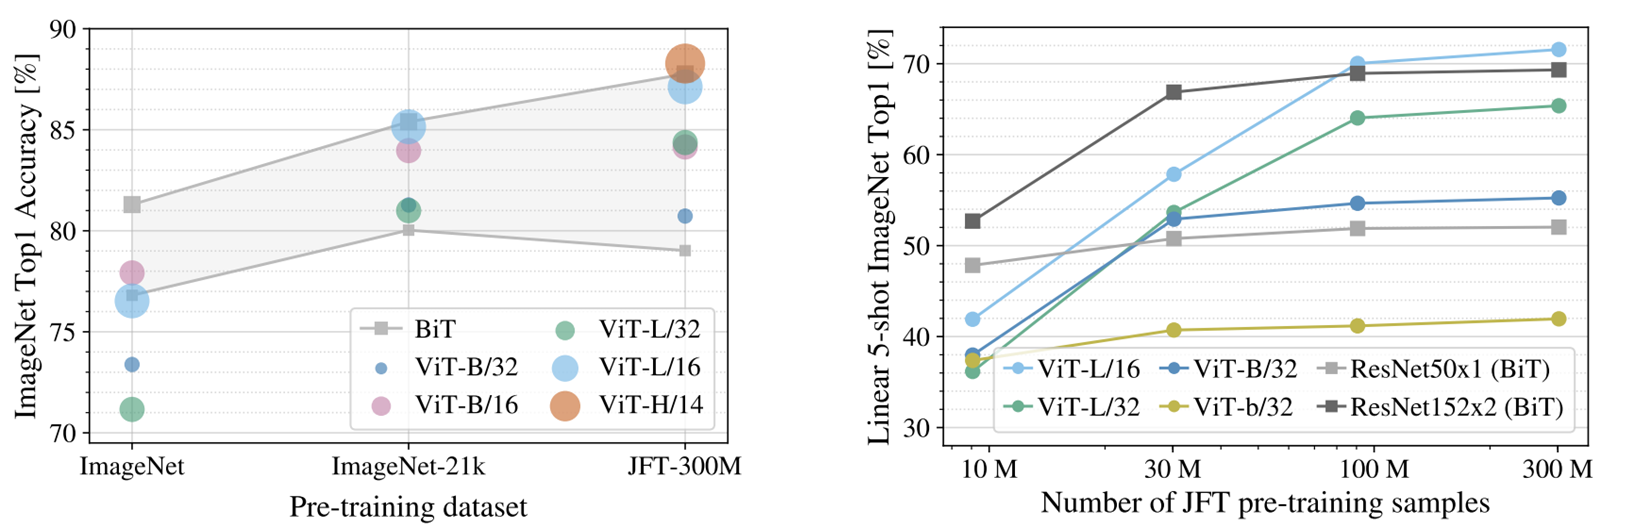 ImageNet Top1 Accuracy [%]
90
85
80
75
70
BiT
ViT-B/32
ViT-B/16
ViT-L/32
ViT-L/16
ViT-H/14
ImageNet
ImageNet-21k
JFT-300M
Pre-training dataset
Linear 5-shot ImageNet Top1 [%]
70
60
50
40
30
ViT-L/16
ViT-L/32
ViT-B/32
ViT-b/32
ResNet50x1 (BiT)
ResNet152x2 (BiT)
10 M
30 M
100 M
300 M
Number of JFT pre-training samples